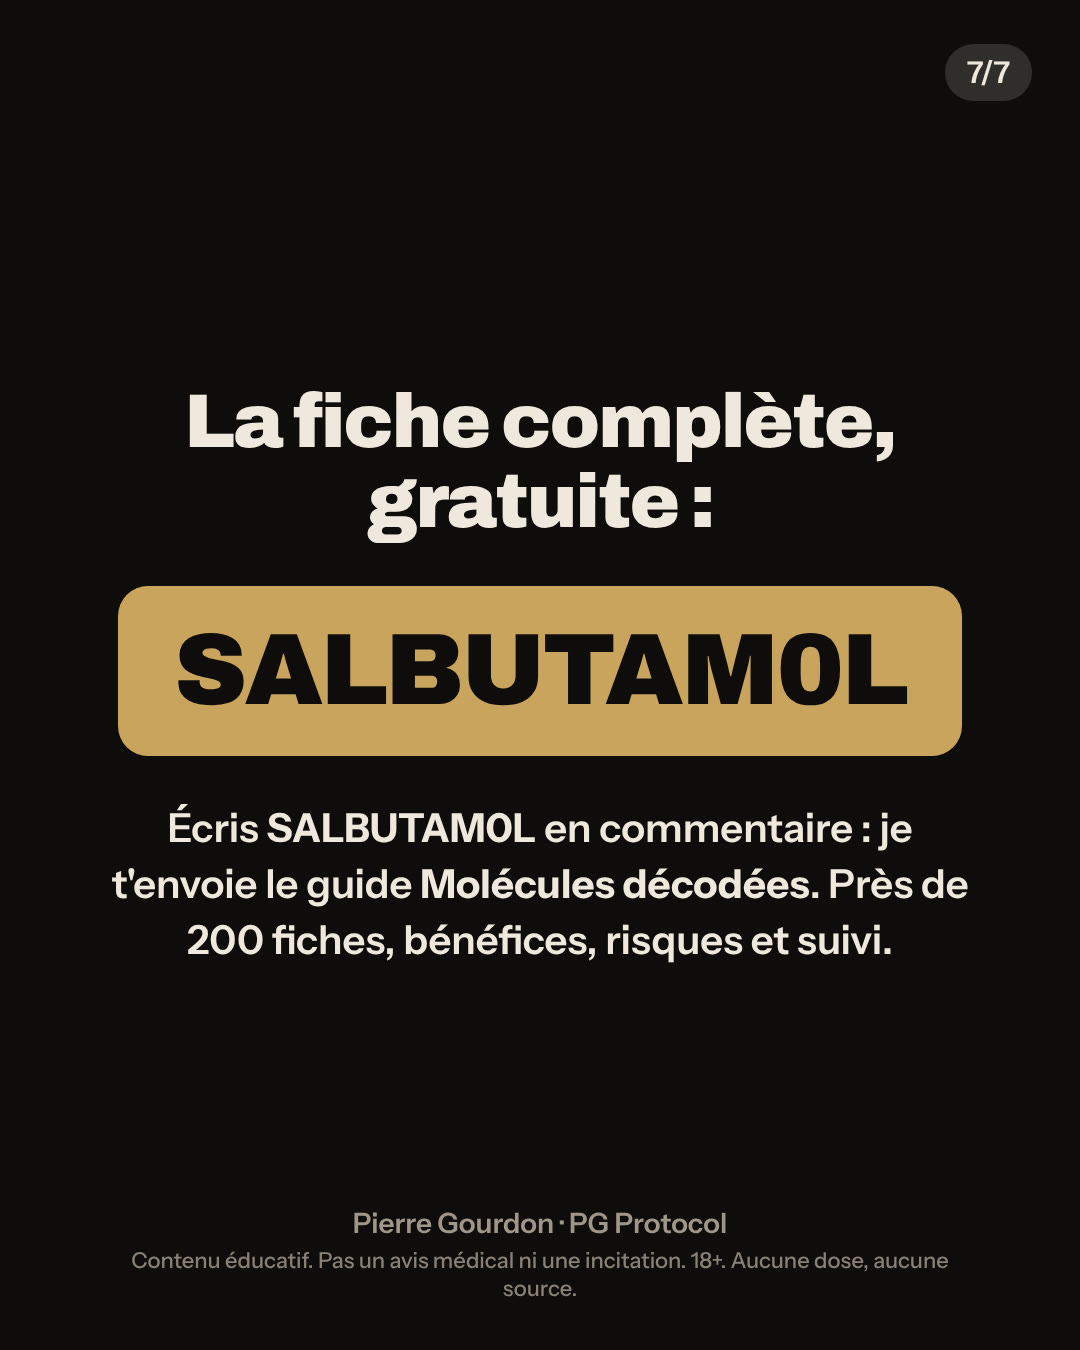 7/7
La fiche complète,
gratuite :
SALBUTAM0L
Écris SALBUTAM0L en commentaire : je
t'envoie le guide Molécules décodées. Près de
200 fiches, bénéfices, risques et suivi.
Pierre Gourdon · PG Protocol
Contenu éducatif. Pas un avis médical ni une incitation. 18+. Aucune dose, aucune
source.